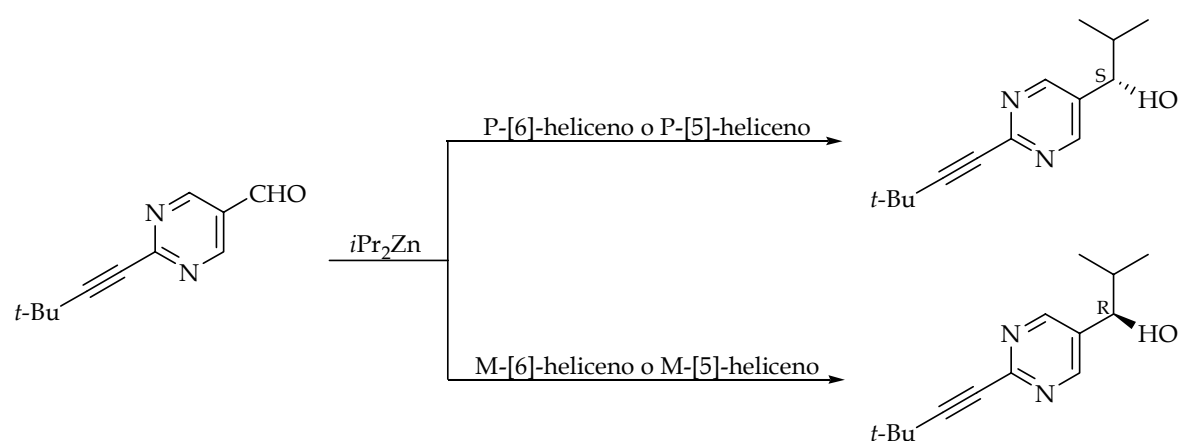 S
N
HO
N
P-[6]-heliceno o P-[5]-heliceno
t-Bu
CHO
N
iPr2Zn
N
t-Bu
R
HO
N
M-[6]-heliceno o M-[5]-heliceno
N
t-Bu